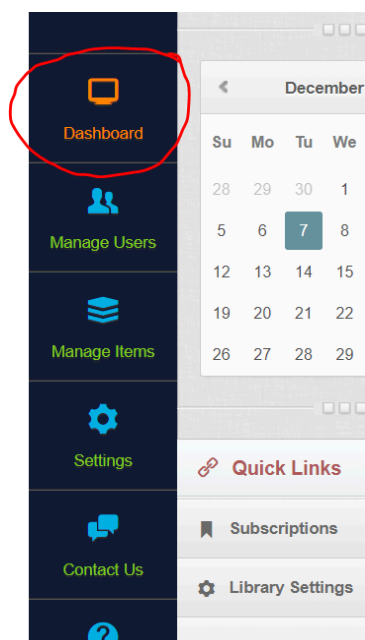 Dashboard
Manage Users
Manage Items
Settings
Contact Us
?
December
Su Mo Tu We
28 29 30 1
5 6 7 8
12 13 14 15
19 20 21 22
26 27 28 29
Quick Links
Subscriptions
Library Settings